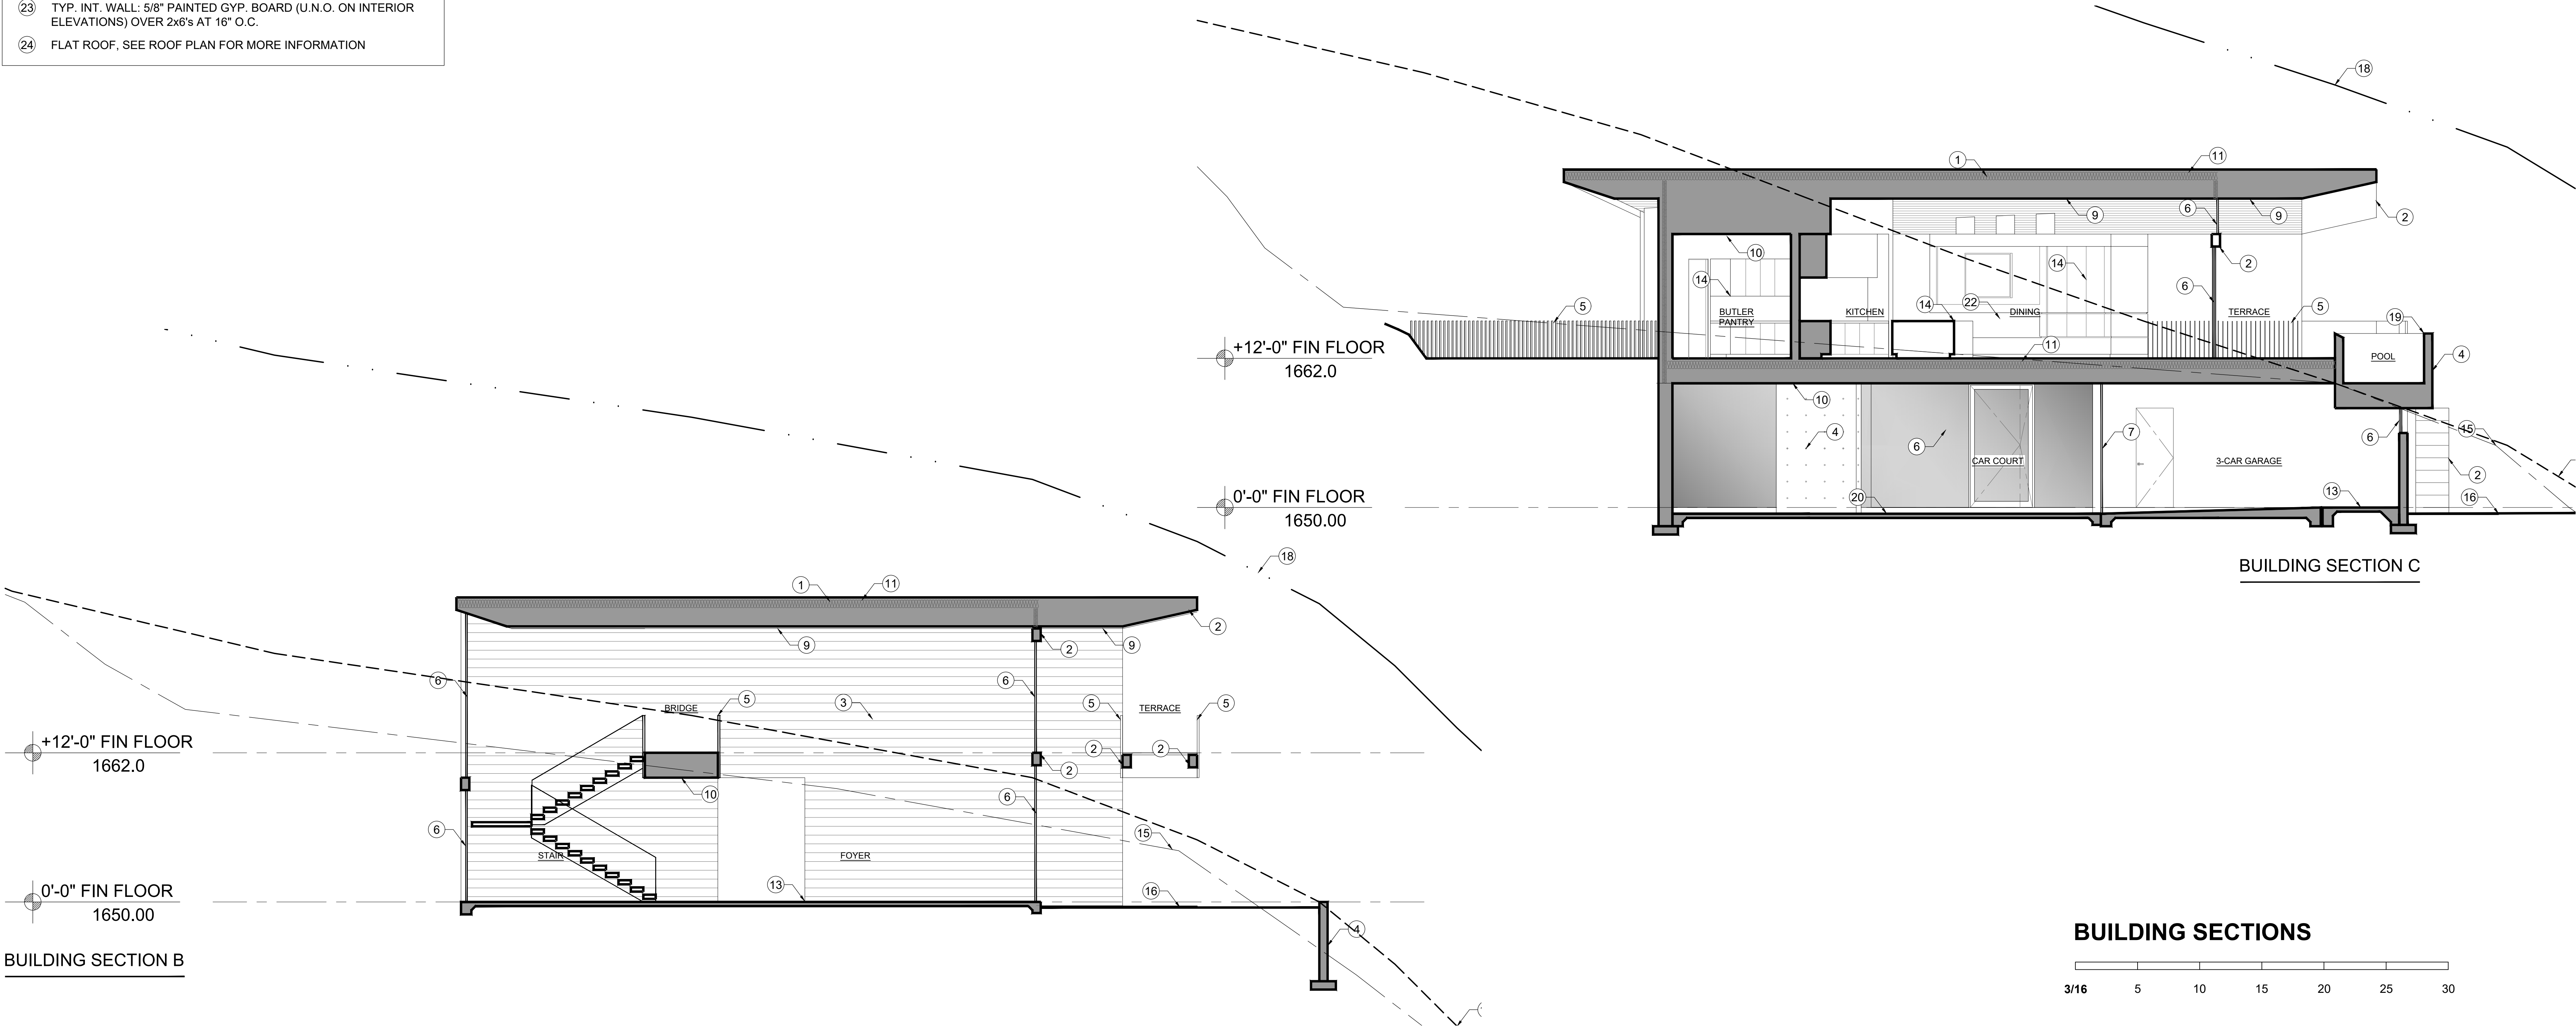 23 TYP. INT. WALL: 5/8" PAINTED GYP. BOARD (U.N.O. ON INTERIOR
ELEVATIONS) OVER 2x6's AT 16" O.C.
24 FLAT ROOF, SEE ROOF PLAN FOR MORE INFORMATION
18
1
11
9
6
9
2
10
2
14
14
6
5
22
14
5
BUTLER
PANTRY
KITCHEN
DINING
TERRACE
19
11
POOL
4
+12'-0" FIN FLOOR
1662.0
10
4
6
7
6
15
CAR COURT
3-CAR GARAGE
2
20
13
16
0'-0" FIN FLOOR
1650.00
BUILDING SECTION C
18
1
11
2
9
2
9
6
6
5
3
5
5
BRIDGE
TERRACE
2
2
+12'-0" FIN FLOOR
1662.0
2
10
6
6
15
STAIR
FOYER
13
16
0'-0" FIN FLOOR
1650.00
4
BUILDING SECTION B
BUILDING SECTIONS
3/16 5 10 15 20 25 30